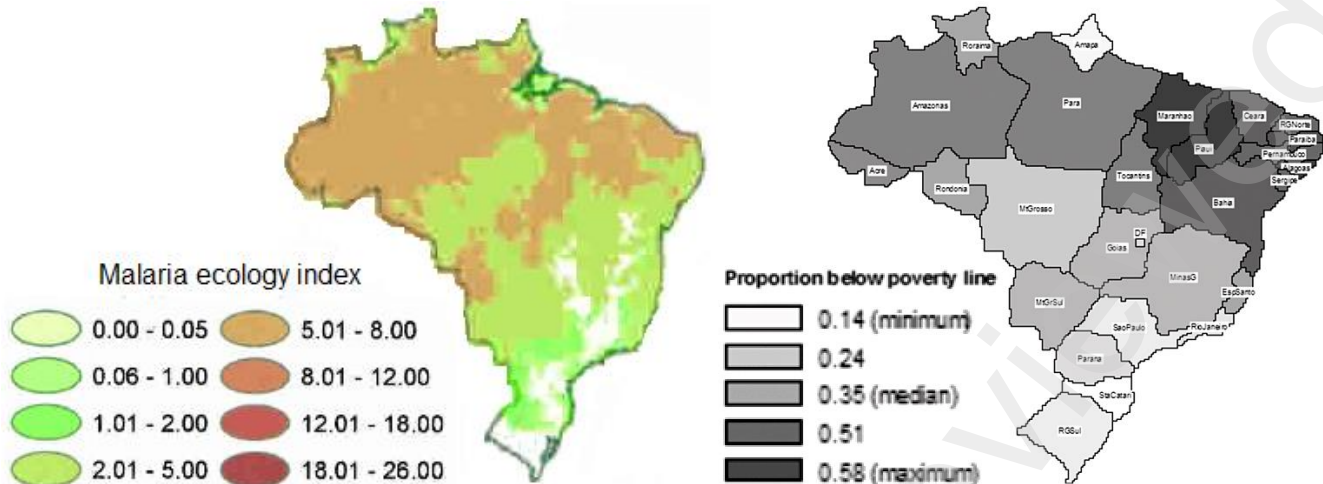 Malaria ecology index
0.00 - 0.05
5.01 - 8.00
0.06 - 1.00
8.01 - 12.00
1.01 - 2.00
12.01 - 18.00
2.01 - 5.00
18.01 - 26.00
Rorama
Amapa
Amazonas
Para
Maranhao
Ceara
RGNorte
Paraiba
Piaui
Pernambuco
Acre
Alagoas
Rondonia
Tocantins
Sergipe
Bahia
MtGrosso
DF
Goias
MinasG
EspSanto
MtGrSul
SaoPaulo
RioJaneiro
Parana
StaCatari
RGSul
Proportion below poverty line
0.14 (minimum)
0.24
0.35 (median)
0.51
0.58 (maximum)